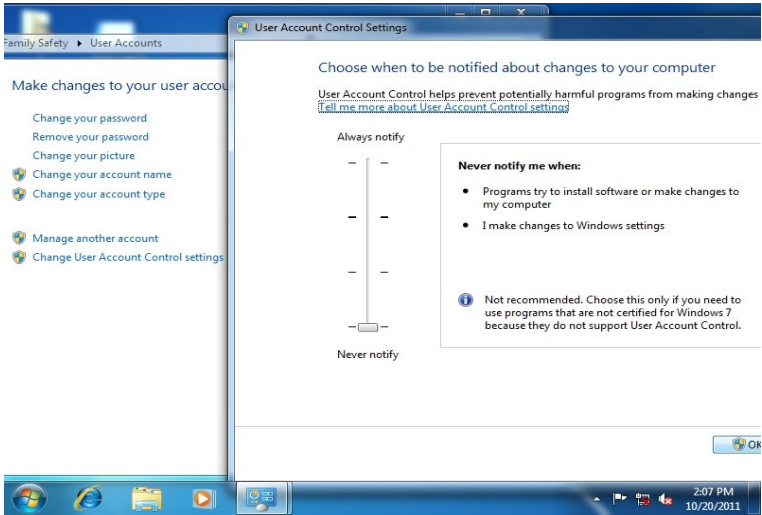 User Account Control Settings
Family Safety ▸ User Accounts
Make changes to your user accou
Change your password
Remove your password
Change your picture
Change your account name
Change your account type
Manage another account
Change User Account Control settings
Choose when to be notified about changes to your computer
User Account Control helps prevent potentially harmful programs from making changes
Tell me more about User Account Control settings
Always notify
Never notify me when:
• Programs try to install software or make changes to
my computer
• I make changes to Windows settings
Not recommended. Choose this only if you need to
use programs that are not certified for Windows 7
because they do not support User Account Control.
Never notify
OK
2:07 PM
10/20/2011